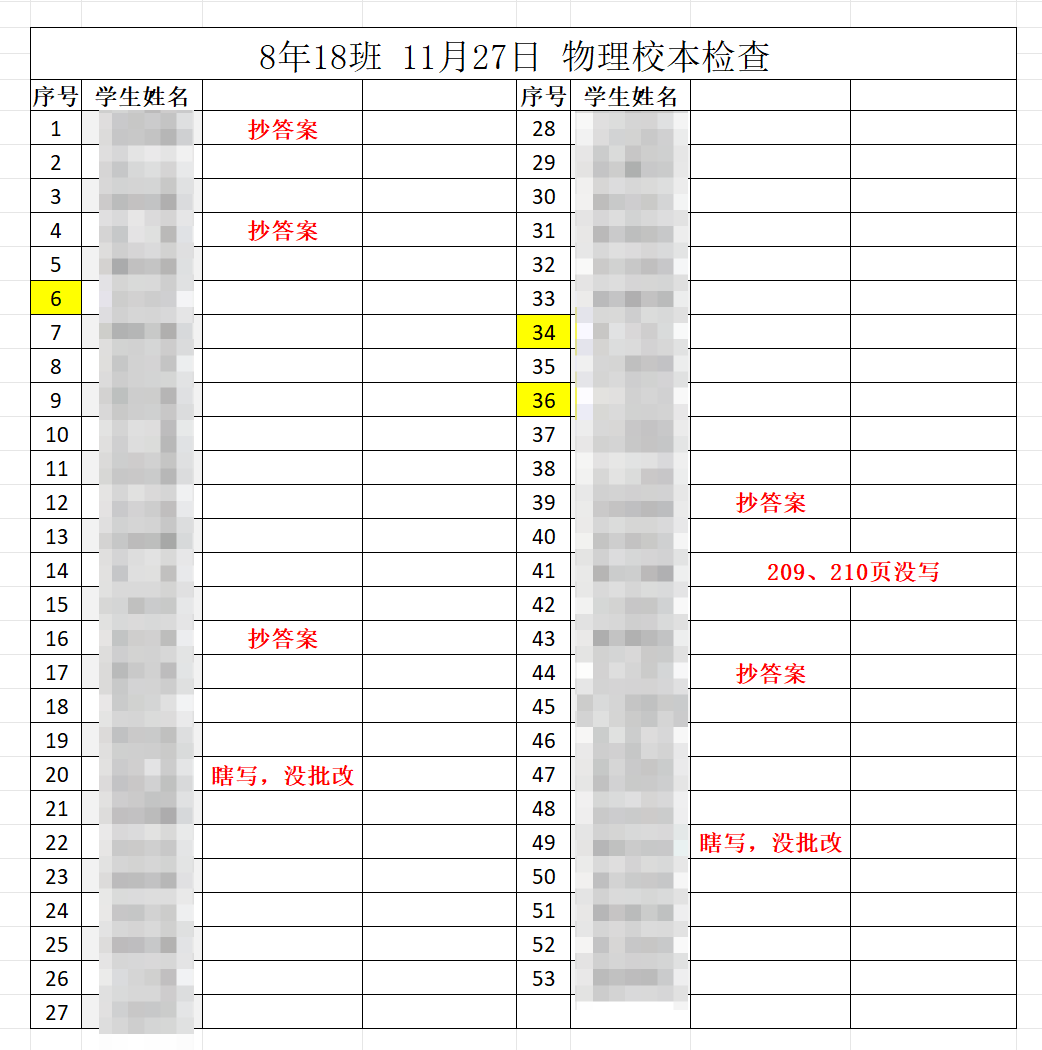 8年18班 11月27日 物理校本检查
序号 学生姓名 序号 学生姓名
1 抄答案 28
2 29
3 30
4 抄答案 31
5 32
6 33
7 34
8 35
9 36
10 37
11 38
12 39 抄答案
13 40
14 41 209、210页没写
15 42
16 抄答案 43
17 44 抄答案
18 45
19 46
20 瞎写，没批改 47
21 48
22 49 瞎写，没批改
23 50
24 51
25 52
26 53
27